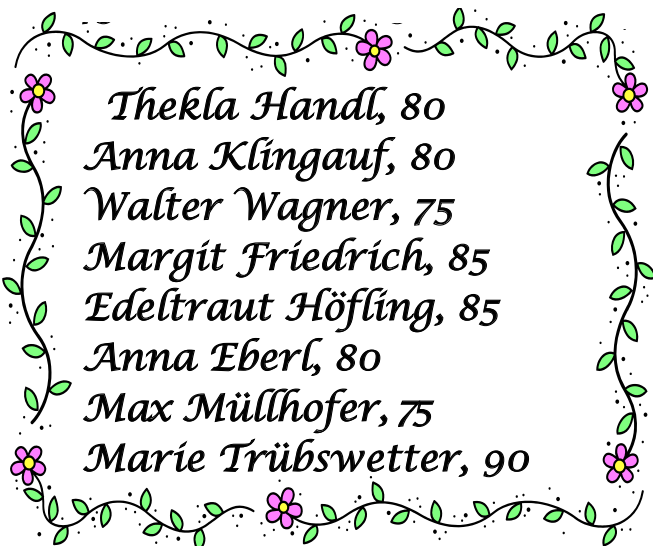 Thekla Handl, 80
Anna Klingauf, 80
Walter Wagner, 75
Margit Friedrich, 85
Edeltraut Höfling, 85
Anna Eberl, 80
Max Müllhofer, 75
Marie Trübswetter, 90